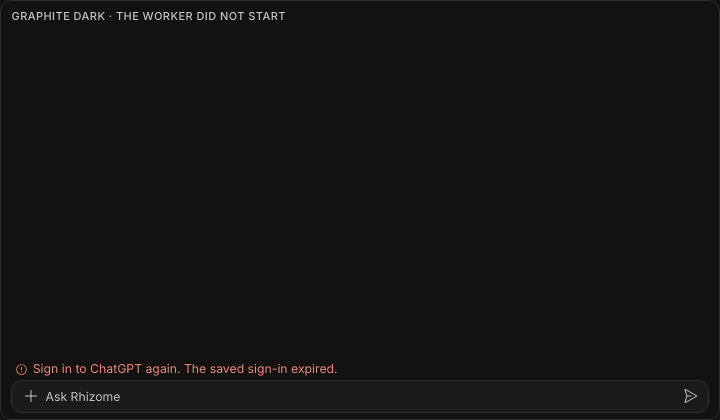 GRAPHITE DARK · THE WORKER DID NOT START
Sign in to ChatGPT again. The saved sign-in expired.
Ask Rhizome